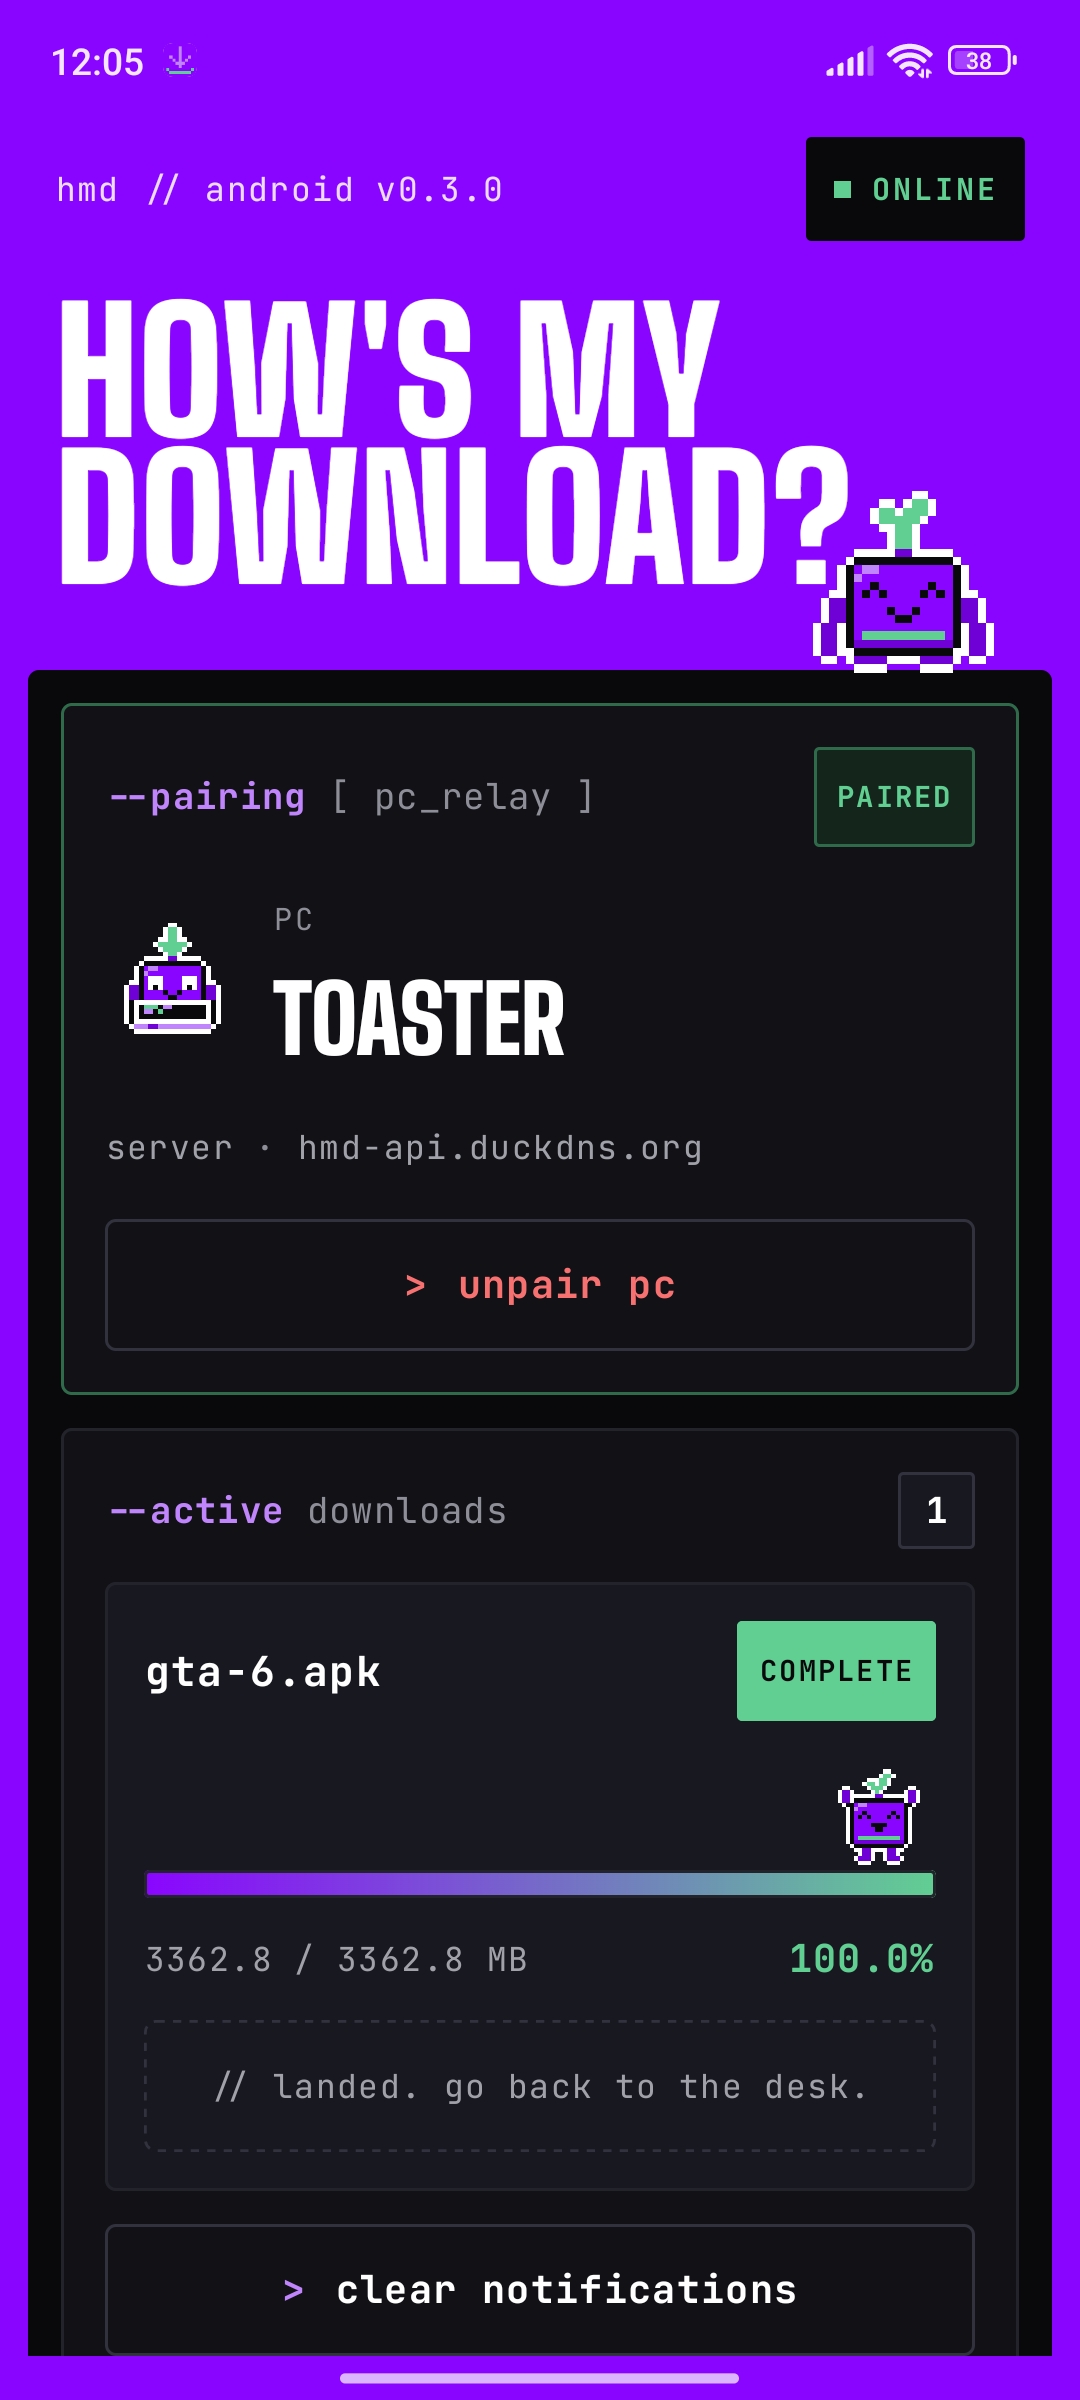 12:05
38
hmd // android v0.3.0
ONLINE
HOW'S MY
DOWNLOAD?
--pairing [ pc_relay ]
PAIRED
PC
TOASTER
server · hmd-api.duckdns.org
> unpair pc
--active downloads
1
gta-6.apk
COMPLETE
3362.8 / 3362.8 MB
100.0%
// landed. go back to the desk.
> clear notifications